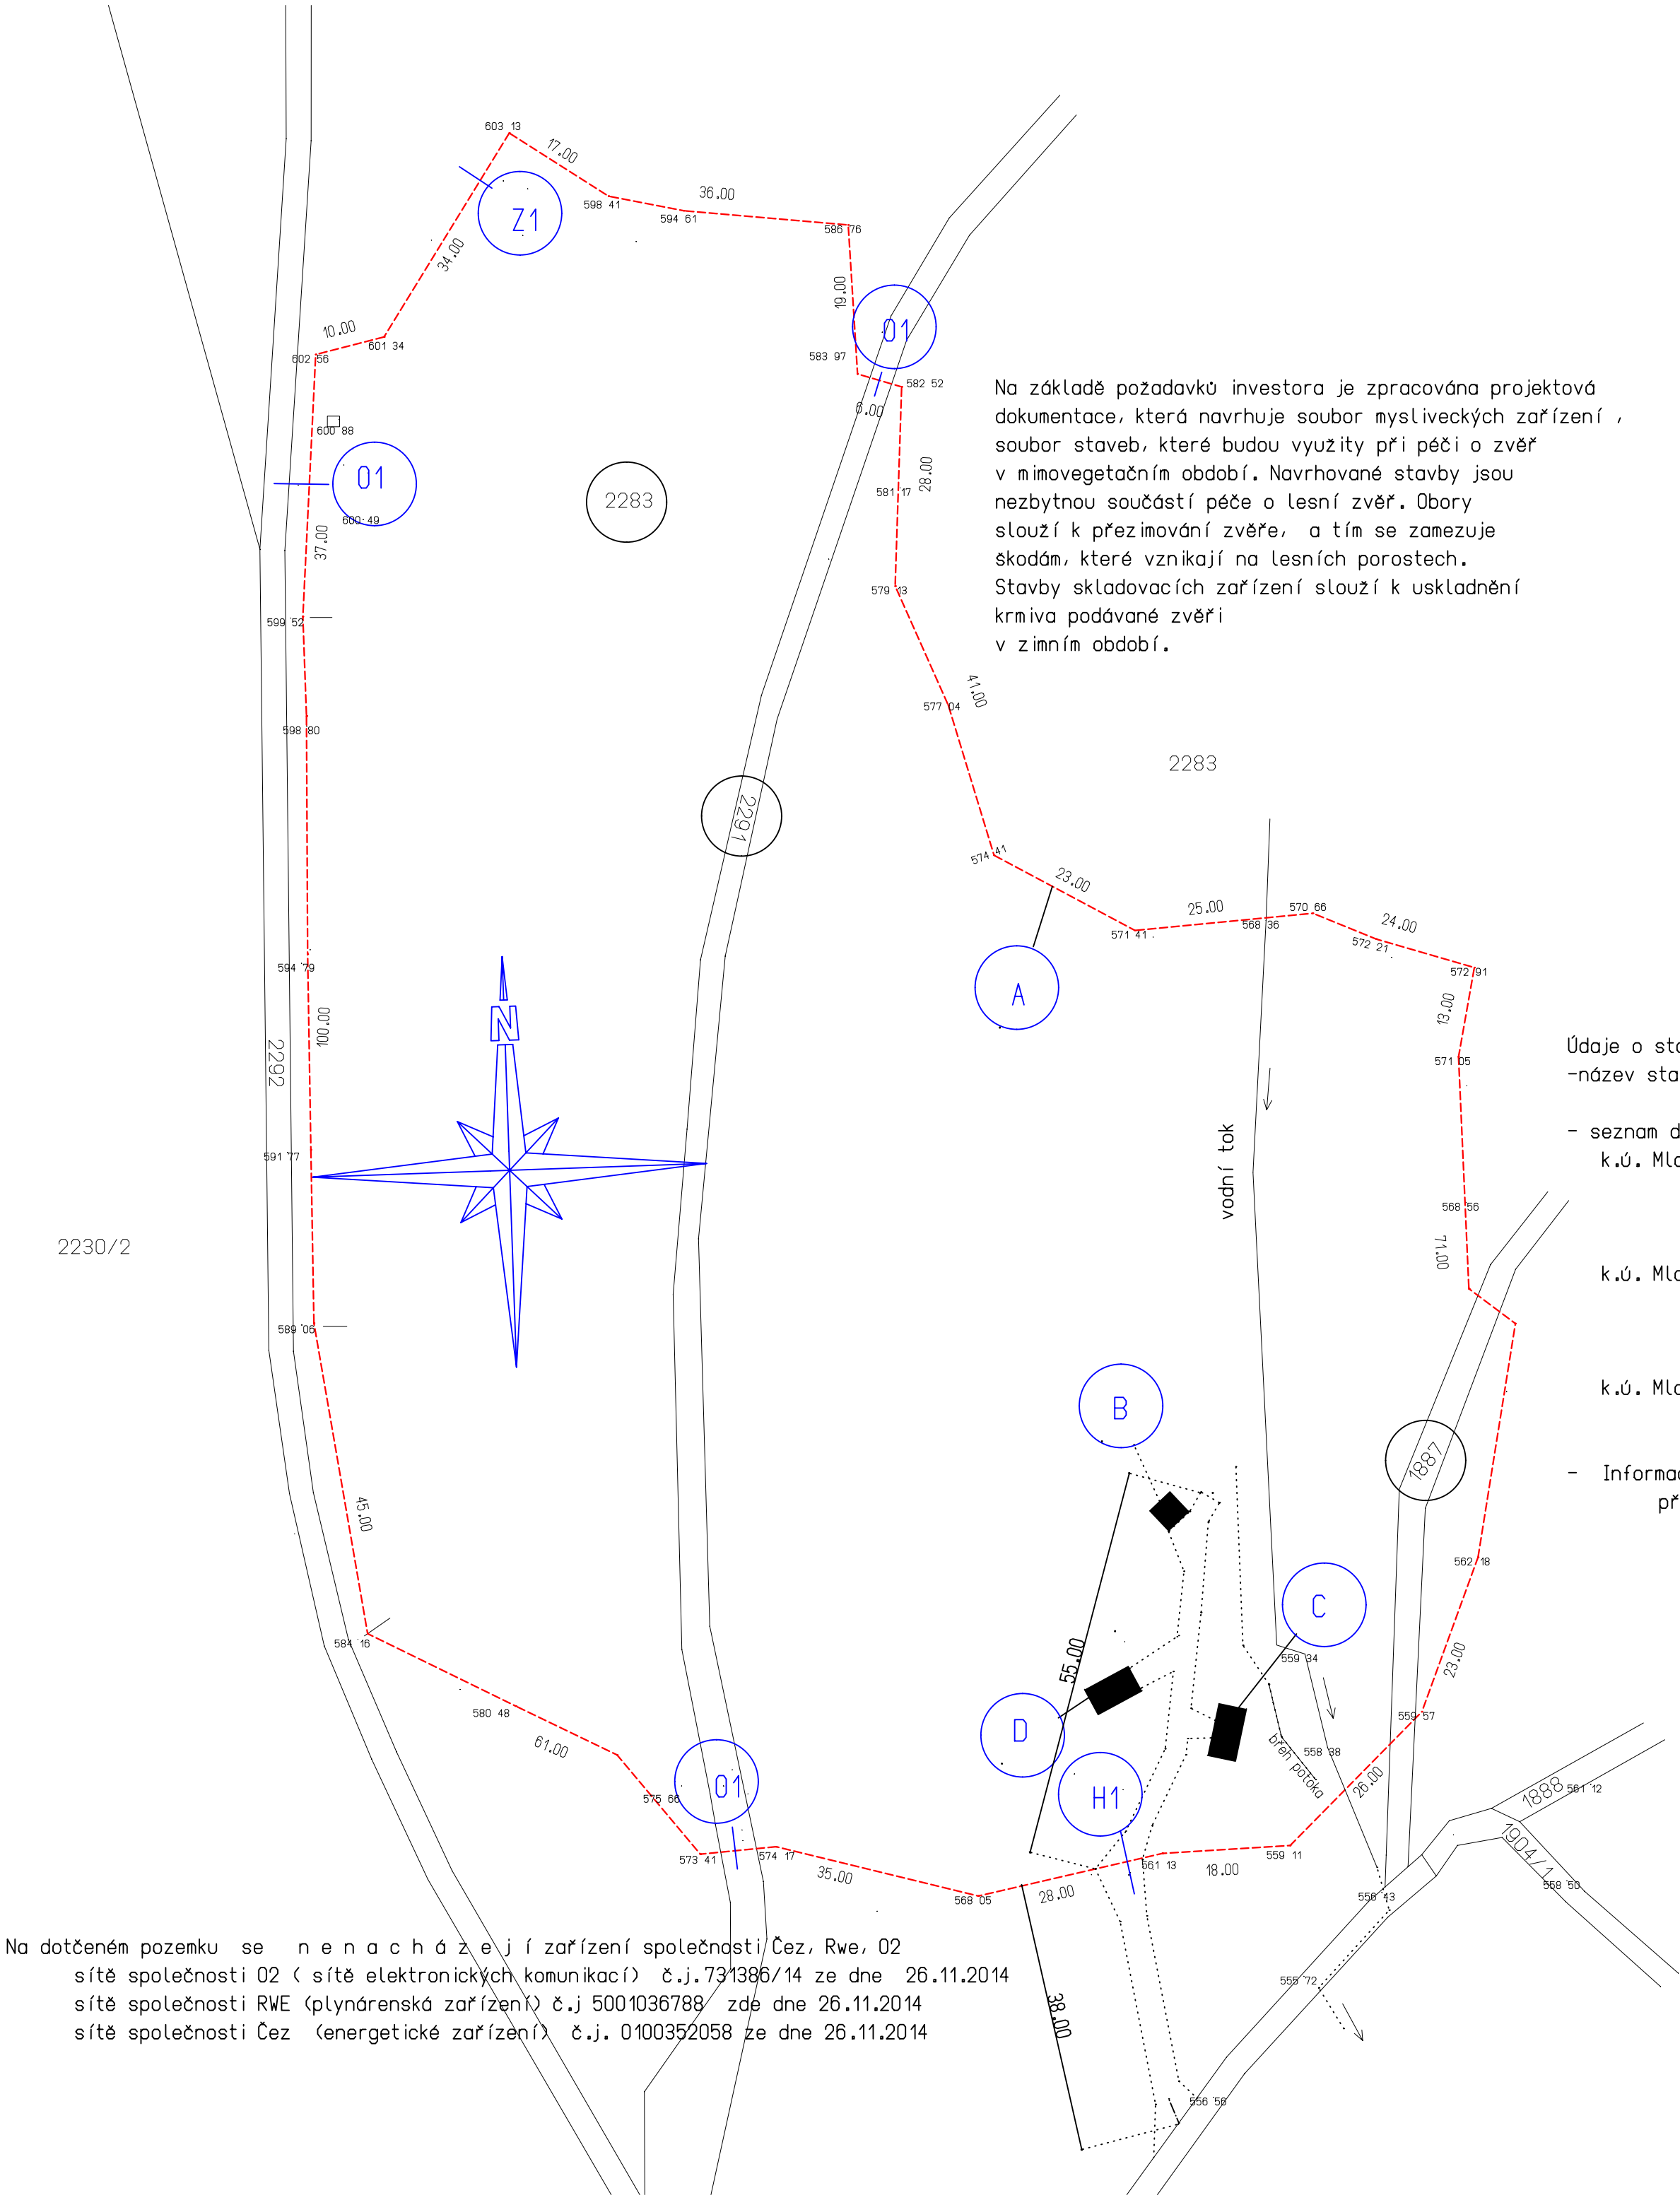 603 13
17.00
598 41
36.00
594 61
586 76
Z1
34.00
19.00
10.00
601 34
602 56
583 97
O1
582 52
6.00
Na základě požadavků investora je zpracována projektová
dokumentace, která navrhuje soubor mysliveckých zařízení ,
soubor staveb, které budou využity při péči o zvěř
v mimovegetačním období. Navrhované stavby jsou
nezbytnou součástí péče o lesní zvěř. Obory
slouží k přezimování zvěře, a tím se zamezuje
škodám, které vznikají na lesních porostech.
Stavby skladovacích zařízení slouží k uskladnění
krmiva podávané zvěři
v zimním období.
600 88
O1
600 49
37.00
2283
28.00
581 17
579 13
599 52
598 80
577 04
41.00
2283
2291
574 41
23.00
571 41
25.00
568 36
570 66
24.00
572 21
572 91
594 79
A
N
13.00
571 05
100.00
2292
Údaje o sta
-název sta
- seznam d
k.ú. Mla
k.ú. Mla
k.ú. Mla
- Informa
př
591 77
vodní tok
568 56
71.00
2230/2
589 06
B
1887
45.00
562 18
C
584 16
55.00
559 34
23.00
580 48
61.00
D
559 57
břeh potoka
558 38
26.00
O1
575 66
H1
1888
561 12
1904/1
573 41
574 17
561 13
18.00
559 11
35.00
568 05
28.00
556 43
558 50
Na dotčeném pozemku se n e n a c h á z e j í zařízení společnosti Čez, Rwe, O2
sítě společnosti O2 ( sítě elektronických komunikací) č.j.731386/14 ze dne 26.11.2014
sítě společnosti RWE (plynárenská zařízení) č.j 5001036788 zde dne 26.11.2014
sítě společnosti Čez (energetické zařízení) č.j. 0100352058 ze dne 26.11.2014
555 72
38.00
556 56